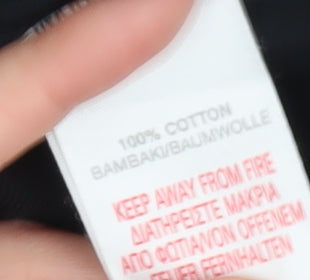 100% COTTON
BAMBAKI/BAUMWOLLE
KEEP AWAY FROM FIRE
ΔΙΑΤΗΡΕΙΣΤΕ ΜΑΚΡΙΑ
ΑΠΟ ΦΩΤΙΑ/VON OFFENEM
FEUER FERNHALTEN